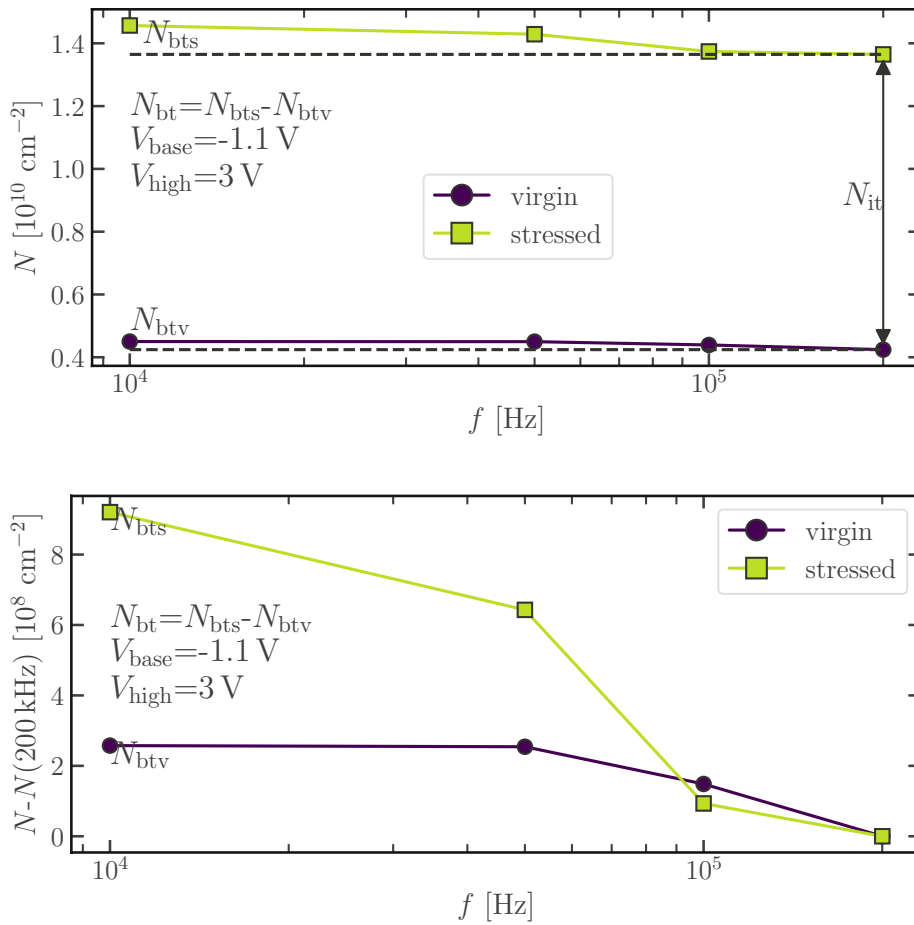 N [10^10 cm^−2]
1.4
1.2
1.0
0.8
0.6
0.4
N_bts
N_bt=N_bts-N_btv
V_base=-1.1 V
V_high=3 V
virgin
stressed
N_it
N_btv
10^4
10^5
f [Hz]
N-N(200 kHz) [10^8 cm^−2]
8
6
4
2
0
N_bts
virgin
stressed
N_bt=N_bts-N_btv
V_base=-1.1 V
V_high=3 V
N_btv
10^4
10^5
f [Hz]